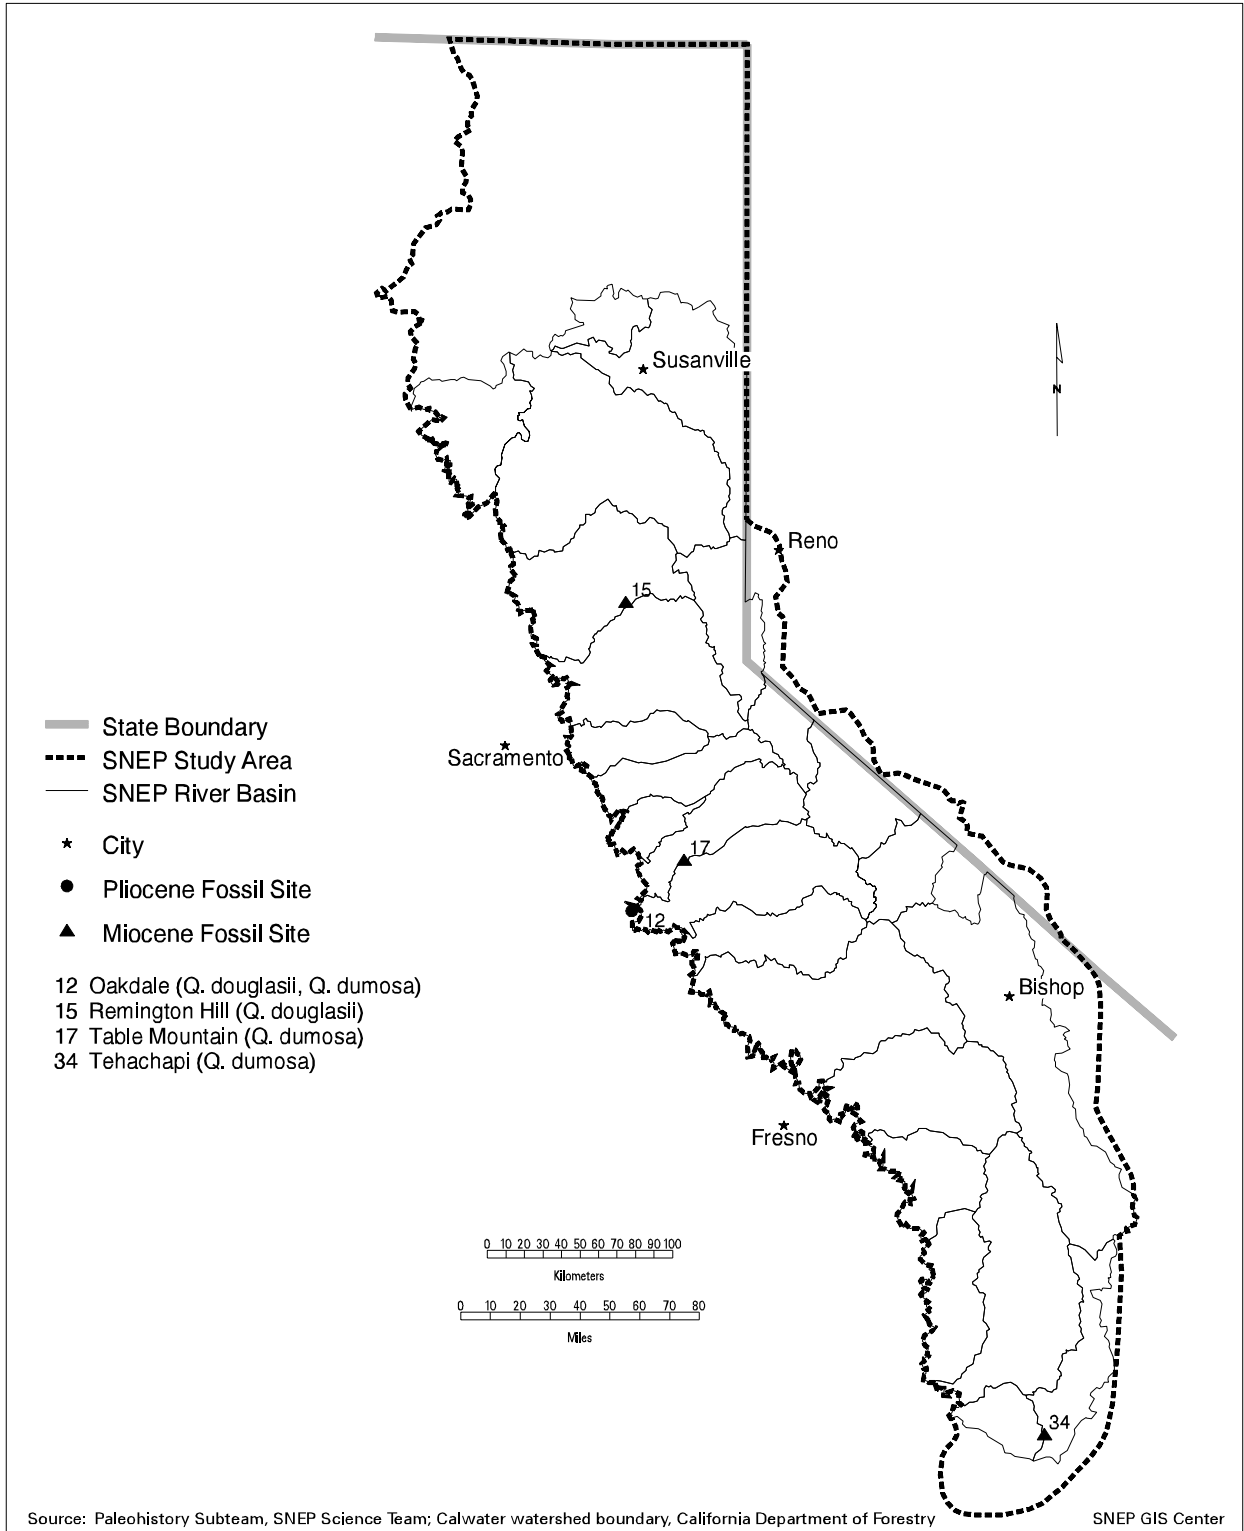 Susanville
N
Reno
15
State Boundary
SNEP Study Area
SNEP River Basin
Sacramento
City
17
Pliocene Fossil Site
12
Miocene Fossil Site
12 Oakdale (Q. douglasii, Q. dumosa)
15 Remington Hill (Q. douglasii)
17 Table Mountain (Q. dumosa)
34 Tehachapi (Q. dumosa)
Bishop
Fresno
0 10 20 30 40 50 60 70 80 90 100
Kilometers
0 10 20 30 40 50 60 70 80
Miles
34
Source: Paleohistory Subteam, SNEP Science Team; Calwater watershed boundary, California Department of Forestry
SNEP GIS Center